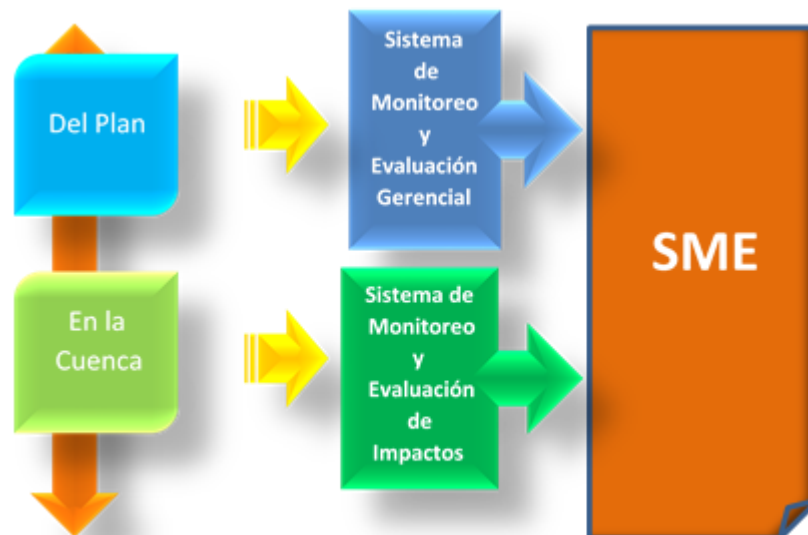 Del Plan
Sistema
de
Monitoreo
y
Evaluación
Gerencial
SME
En la
Cuenca
Sistema de
Monitoreo
y
Evaluación
de
Impactos